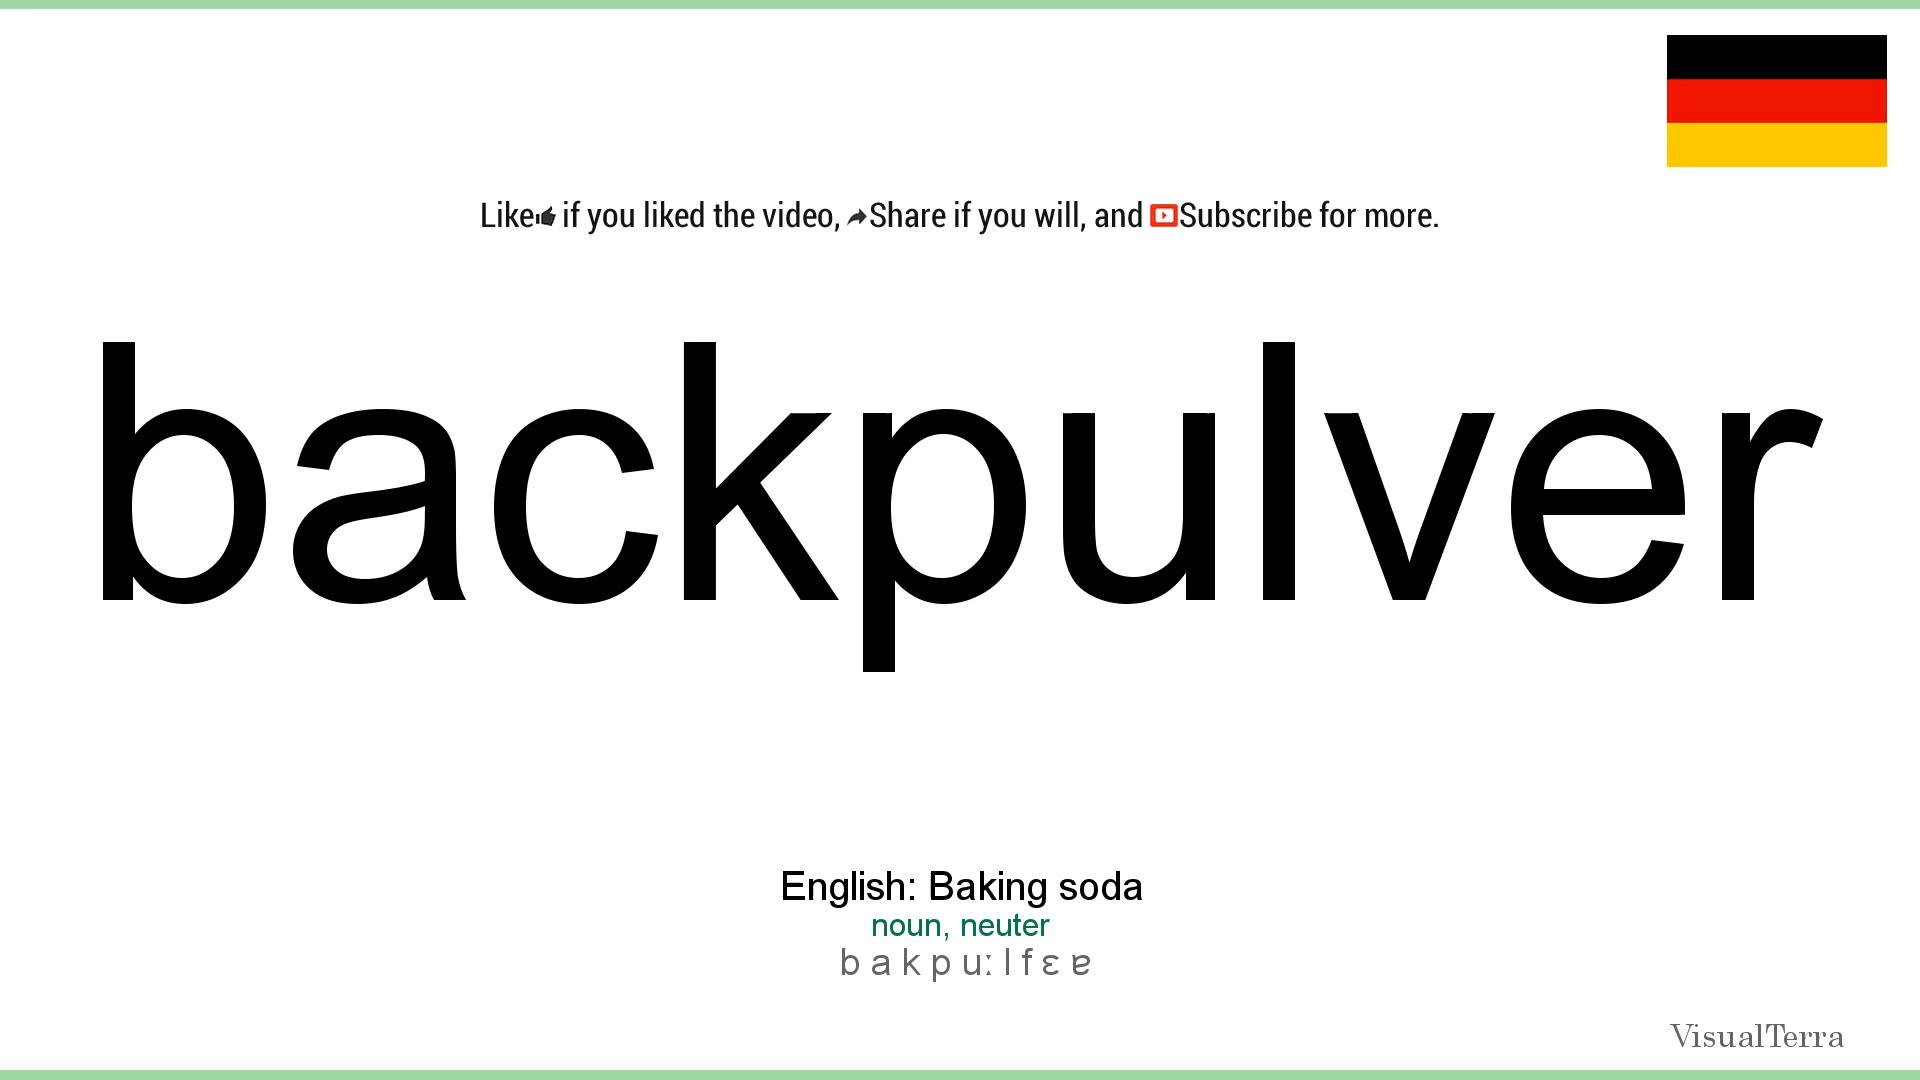 Like if you liked the video, Share if you will, and Subscribe for more.
backpulver
English: Baking soda
noun, neuter
b a k p uː l f ɛ ɐ
VisualTerra